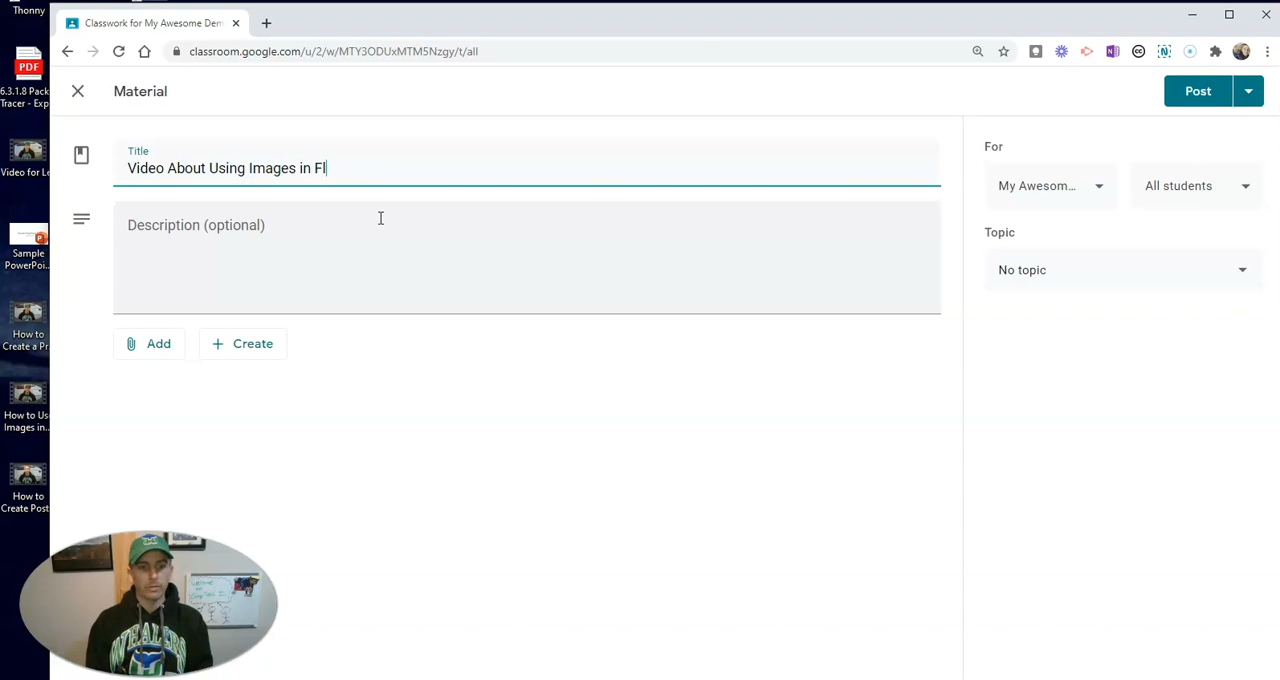 Thonny
Classwork for My Awesome Dem
classroom.google.com/u/2/w/MTY3ODUxMTM5Nzgy/t/all
PDF
6.3.1.8 Pack
Tracer - Exp
Material
Post
Title
Video About Using Images in Fl
For
Video for Le
My Awesom...
All students
Description (optional)
Topic
Sample
PowerPoi...
No topic
How to
Create a Pr
Add
Create
How to Us
Images in...
How to
Create Post
WHALERS